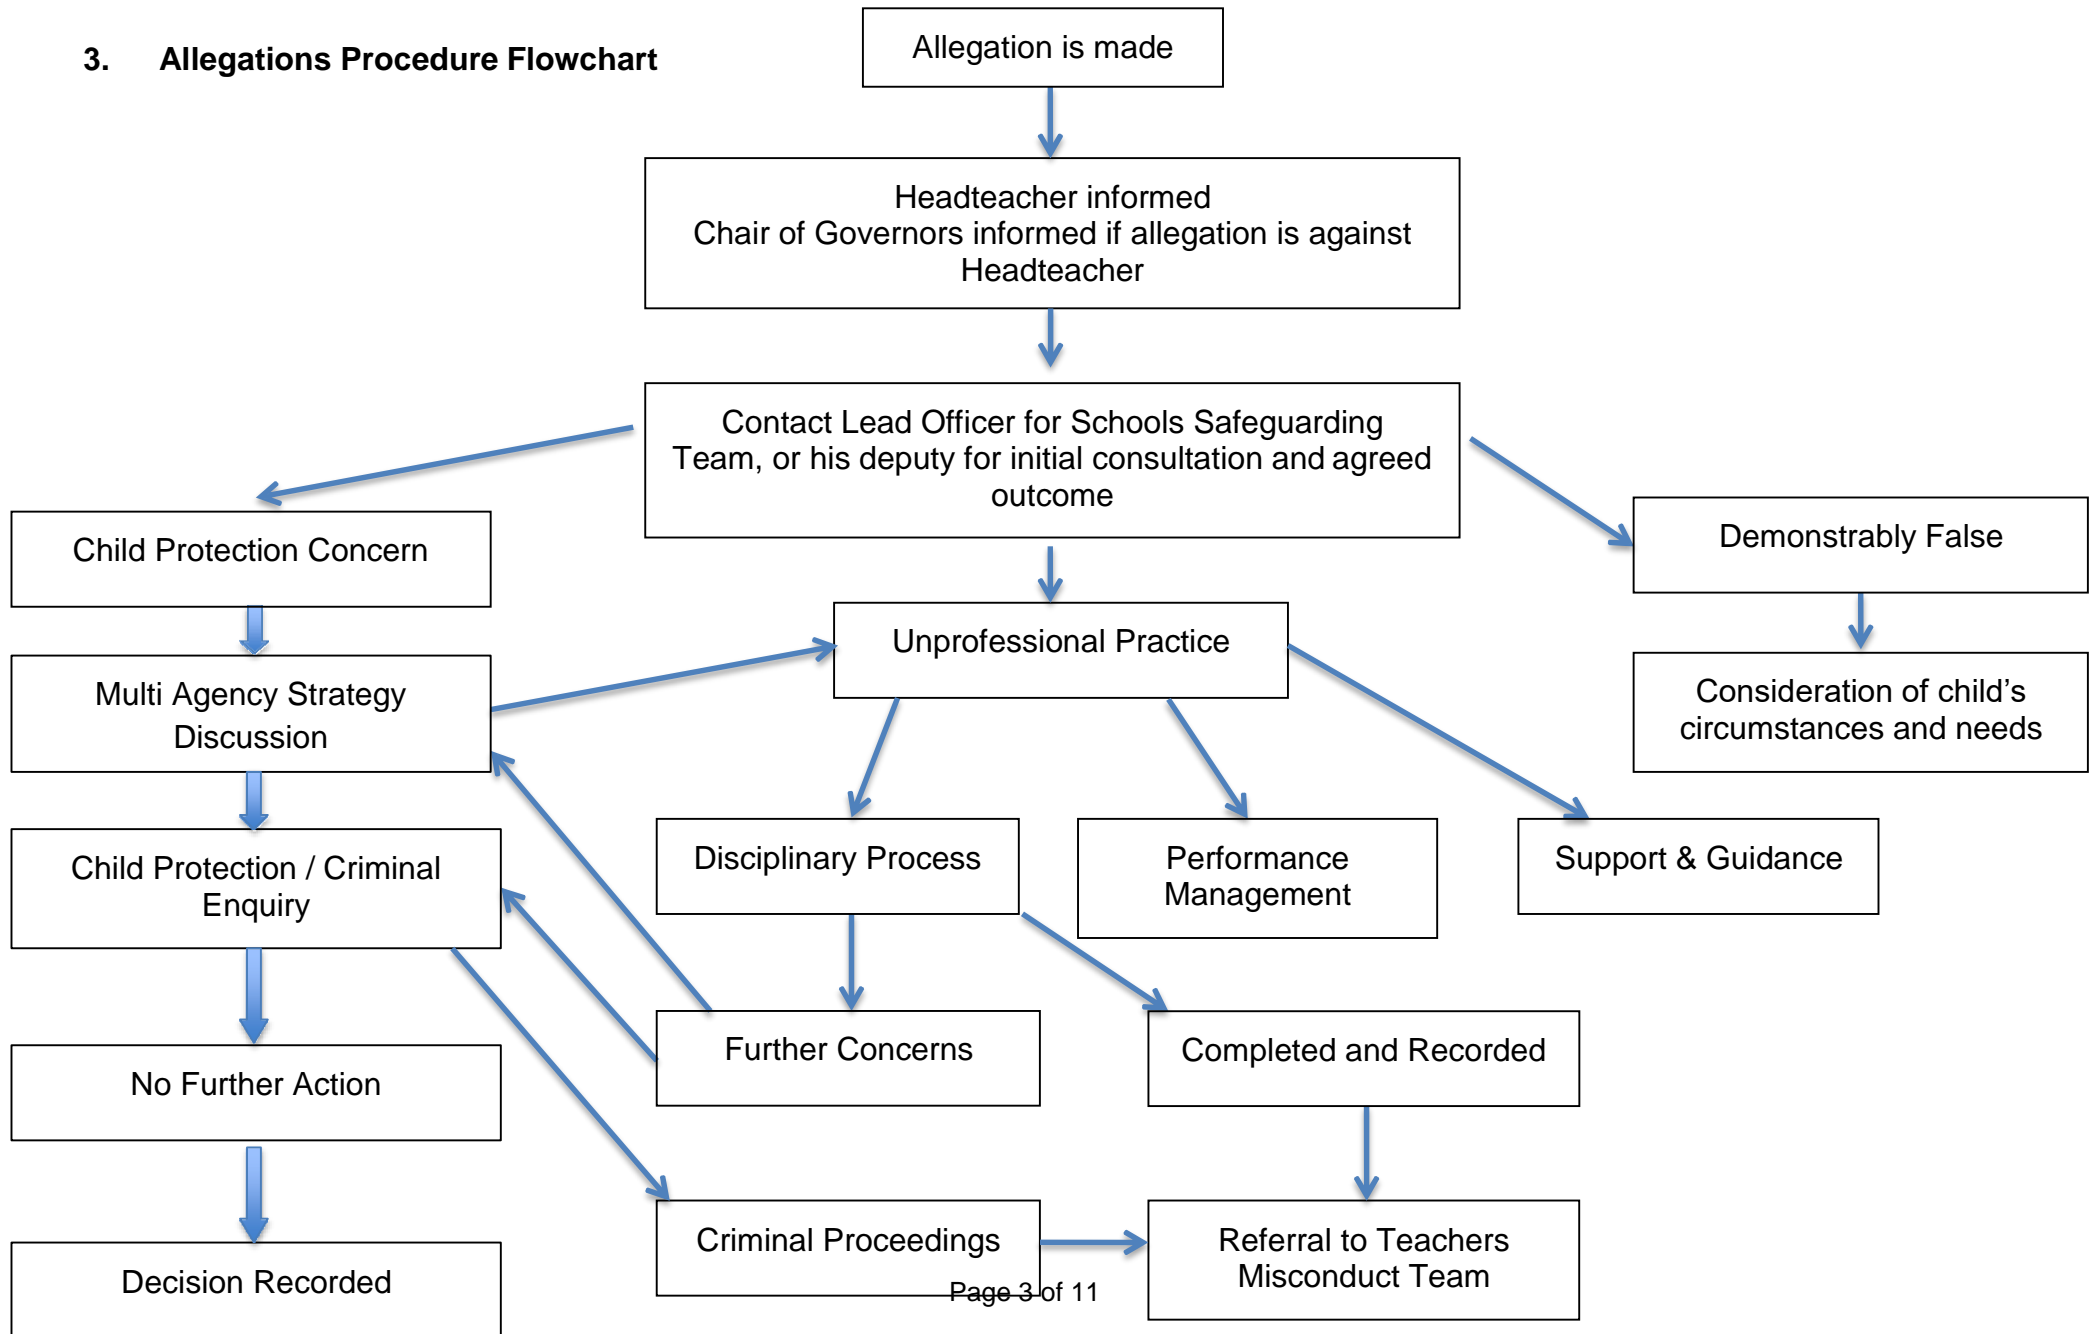 3. Allegations Procedure Flowchart
Allegation is made
Headteacher informed
Chair of Governors informed if allegation is against
Headteacher
Contact Lead Officer for Schools Safeguarding
Team, or his deputy for initial consultation and agreed
outcome
Child Protection Concern
Demonstrably False
Unprofessional Practice
Multi Agency Strategy
Discussion
Consideration of child’s
circumstances and needs
Disciplinary Process
Performance
Management
Support & Guidance
Child Protection / Criminal
Enquiry
Further Concerns
Completed and Recorded
No Further Action
Criminal Proceedings
Referral to Teachers
Misconduct Team
Decision Recorded
Page 3 of 11